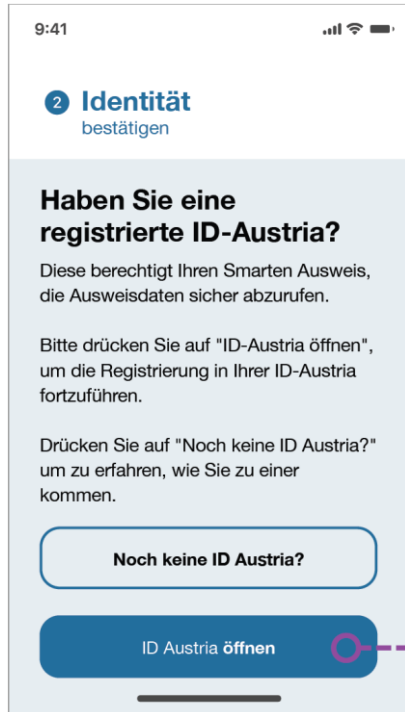 9:41
2 Identität
bestätigen
Haben Sie eine
registrierte ID-Austria?
Diese berechtigt Ihren Smarten Ausweis,
die Ausweisdaten sicher abzurufen.
Bitte drücken Sie auf "ID-Austria öffnen",
um die Registrierung in Ihrer ID-Austria
fortzuführen.
Drücken Sie auf "Noch keine ID Austria?"
um zu erfahren, wie Sie zu einer
kommen.
Noch keine ID Austria?
ID Austria öffnen